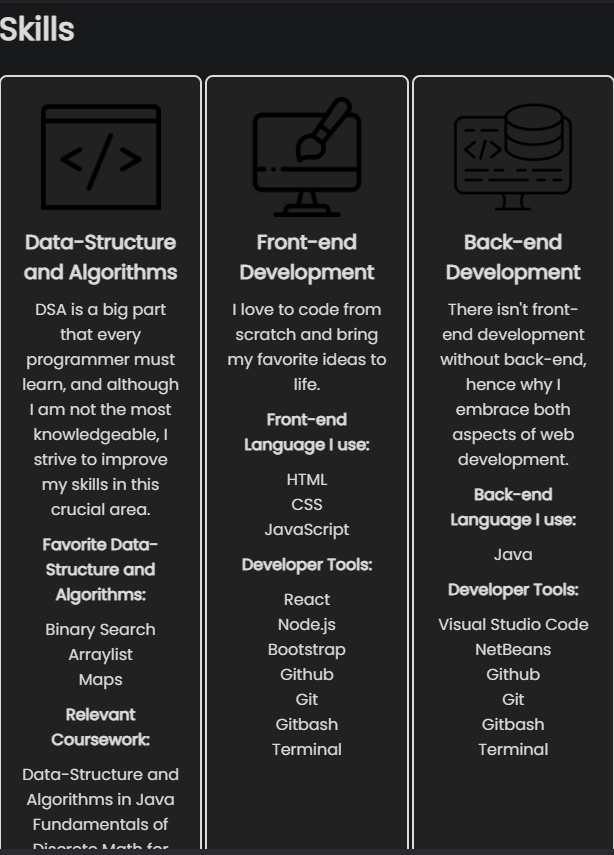 Skills
</>
Data-Structure
and Algorithms
DSA is a big part
that every
programmer must
learn, and although
I am not the most
knowledgeable, I
strive to improve
my skills in this
crucial area.
Favorite Data-
Structure and
Algorithms:
Binary Search
Arraylist
Maps
Relevant
Coursework:
Data-Structure and
Algorithms in Java
Fundamentals of
Discrete Math for
Front-end
Development
I love to code from
scratch and bring
my favorite ideas to
life.
Front-end
Language I use:
HTML
CSS
JavaScript
Developer Tools:
React
Node.js
Bootstrap
Github
Git
Gitbash
Terminal
</>
Back-end
Development
There isn't front-
end development
without back-end,
hence why I
embrace both
aspects of web
development.
Back-end
Language I use:
Java
Developer Tools:
Visual Studio Code
NetBeans
Github
Git
Gitbash
Terminal